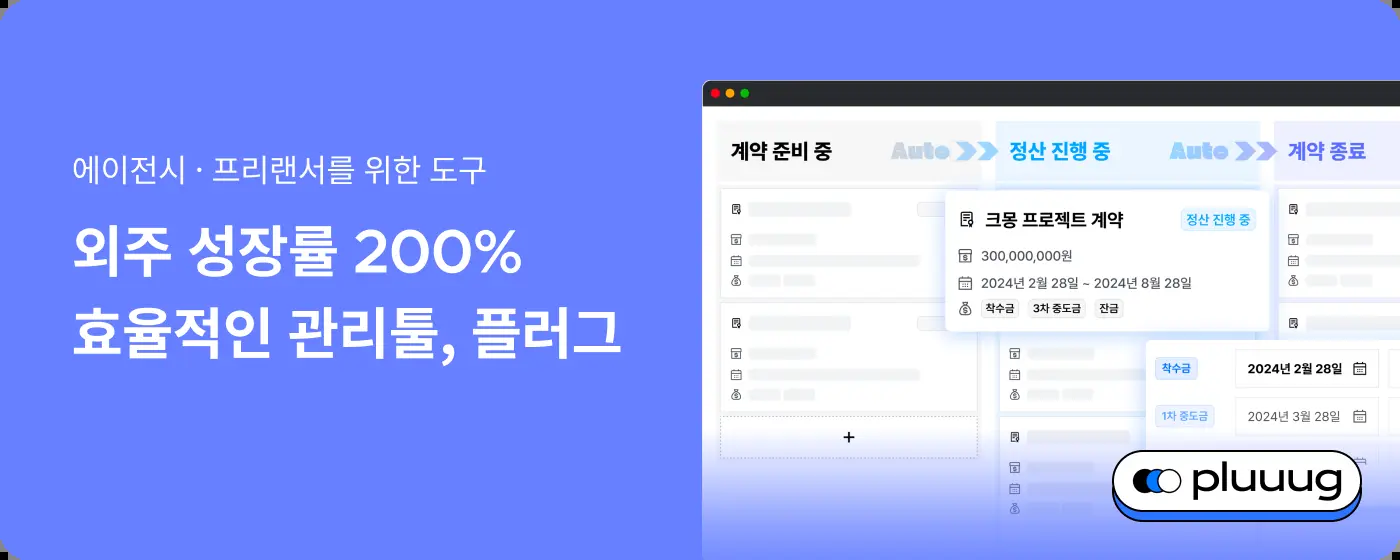 에이전시 · 프리랜서를 위한 도구
외주 성장률 200%
효율적인 관리툴, 플러그
계약 준비 중
Auto
정산 진행 중
Auto
계약 종료
크몽 프로젝트 계약
정산 진행 중
300,000,000원
2024년 2월 28일 ~ 2024년 8월 28일
착수금 3차 중도금 잔금
착수금 2024년 2월 28일
1차 중도금 2024년 3월 28일
+
pluuug